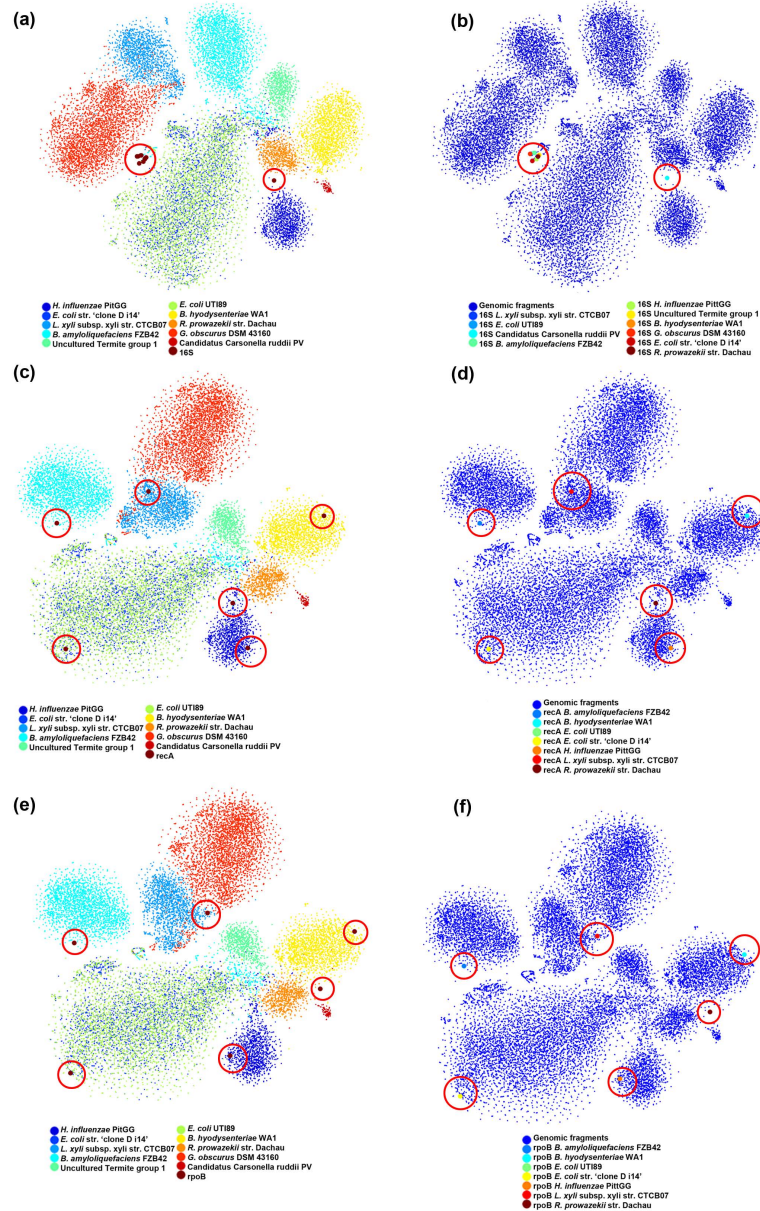 (a)
(b)
H. influenzae PitGG
E. coli str. ‘clone D i14’
L. xyli subsp. xyli str. CTCB07
B. amyloliquefaciens FZB42
Uncultured Termite group 1
E. coli UTI89
B. hyodysenteriae WA1
R. prowazekii str. Dachau
G. obscurus DSM 43160
Candidatus Carsonella ruddii PV
16S
Genomic fragments
16S L. xyli subsp. xyli str. CTCB07
16S E. coli UTI89
16S Candidatus Carsonella ruddii PV
16S B. amyloliquefaciens FZB42
16S H. influenzae PittGG
16S Uncultured Termite group 1
16S B. hyodysenteriae WA1
16S G. obscurus DSM 43160
16S E. coli str. ‘clone D i14’
16S R. prowazekii str. Dachau
(c)
(d)
H. influenzae PitGG
E. coli str. ‘clone D i14’
L. xyli subsp. xyli str. CTCB07
B. amyloliquefaciens FZB42
Uncultured Termite group 1
E. coli UTI89
B. hyodysenteriae WA1
R. prowazekii str. Dachau
G. obscurus DSM 43160
Candidatus Carsonella ruddii PV
recA
Genomic fragments
recA B. amyloliquefaciens FZB42
recA B. hyodysenteriae WA1
recA E. coli UTI89
recA E. coli str. ‘clone D i14’
recA H. influenzae PittGG
recA L. xyli subsp. xyli str. CTCB07
recA R. prowazekii str. Dachau
(e)
(f)
H. influenzae PitGG
E. coli str. ‘clone D i14’
L. xyli subsp. xyli str. CTCB07
B. amyloliquefaciens FZB42
Uncultured Termite group 1
E. coli UTI89
B. hyodysenteriae WA1
R. prowazekii str. Dachau
G. obscurus DSM 43160
Candidatus Carsonella ruddii PV
rpoB
Genomic fragments
rpoB B. amyloliquefaciens FZB42
rpoB B. hyodysenteriae WA1
rpoB E. coli UTI89
rpoB E. coli str. ‘clone D i14’
rpoB H. influenzae PittGG
rpoB L. xyli subsp. xyli str. CTCB07
rpoB R. prowazekii str. Dachau